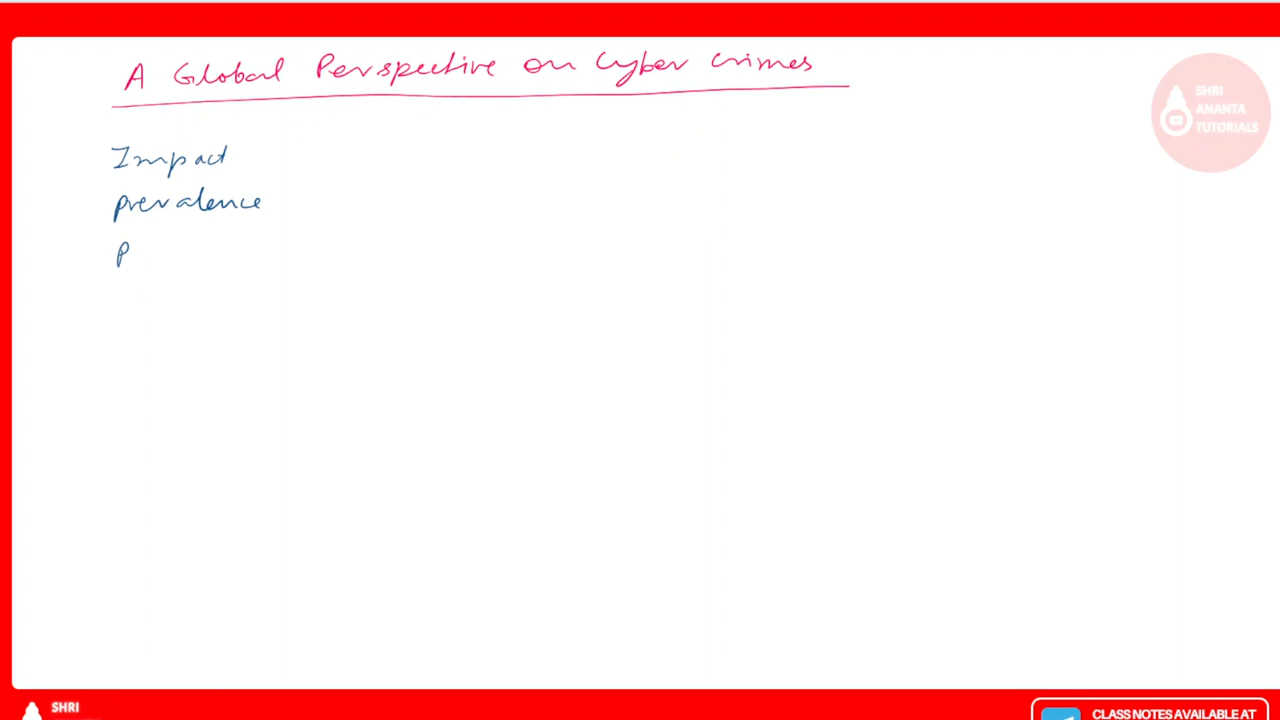 A Global Perspective on Cyber Crimes
SHRI
ANANTA
TUTORIALS
Impact
prevalence
P
SHRI
CLASS NOTES AVAILABLE AT